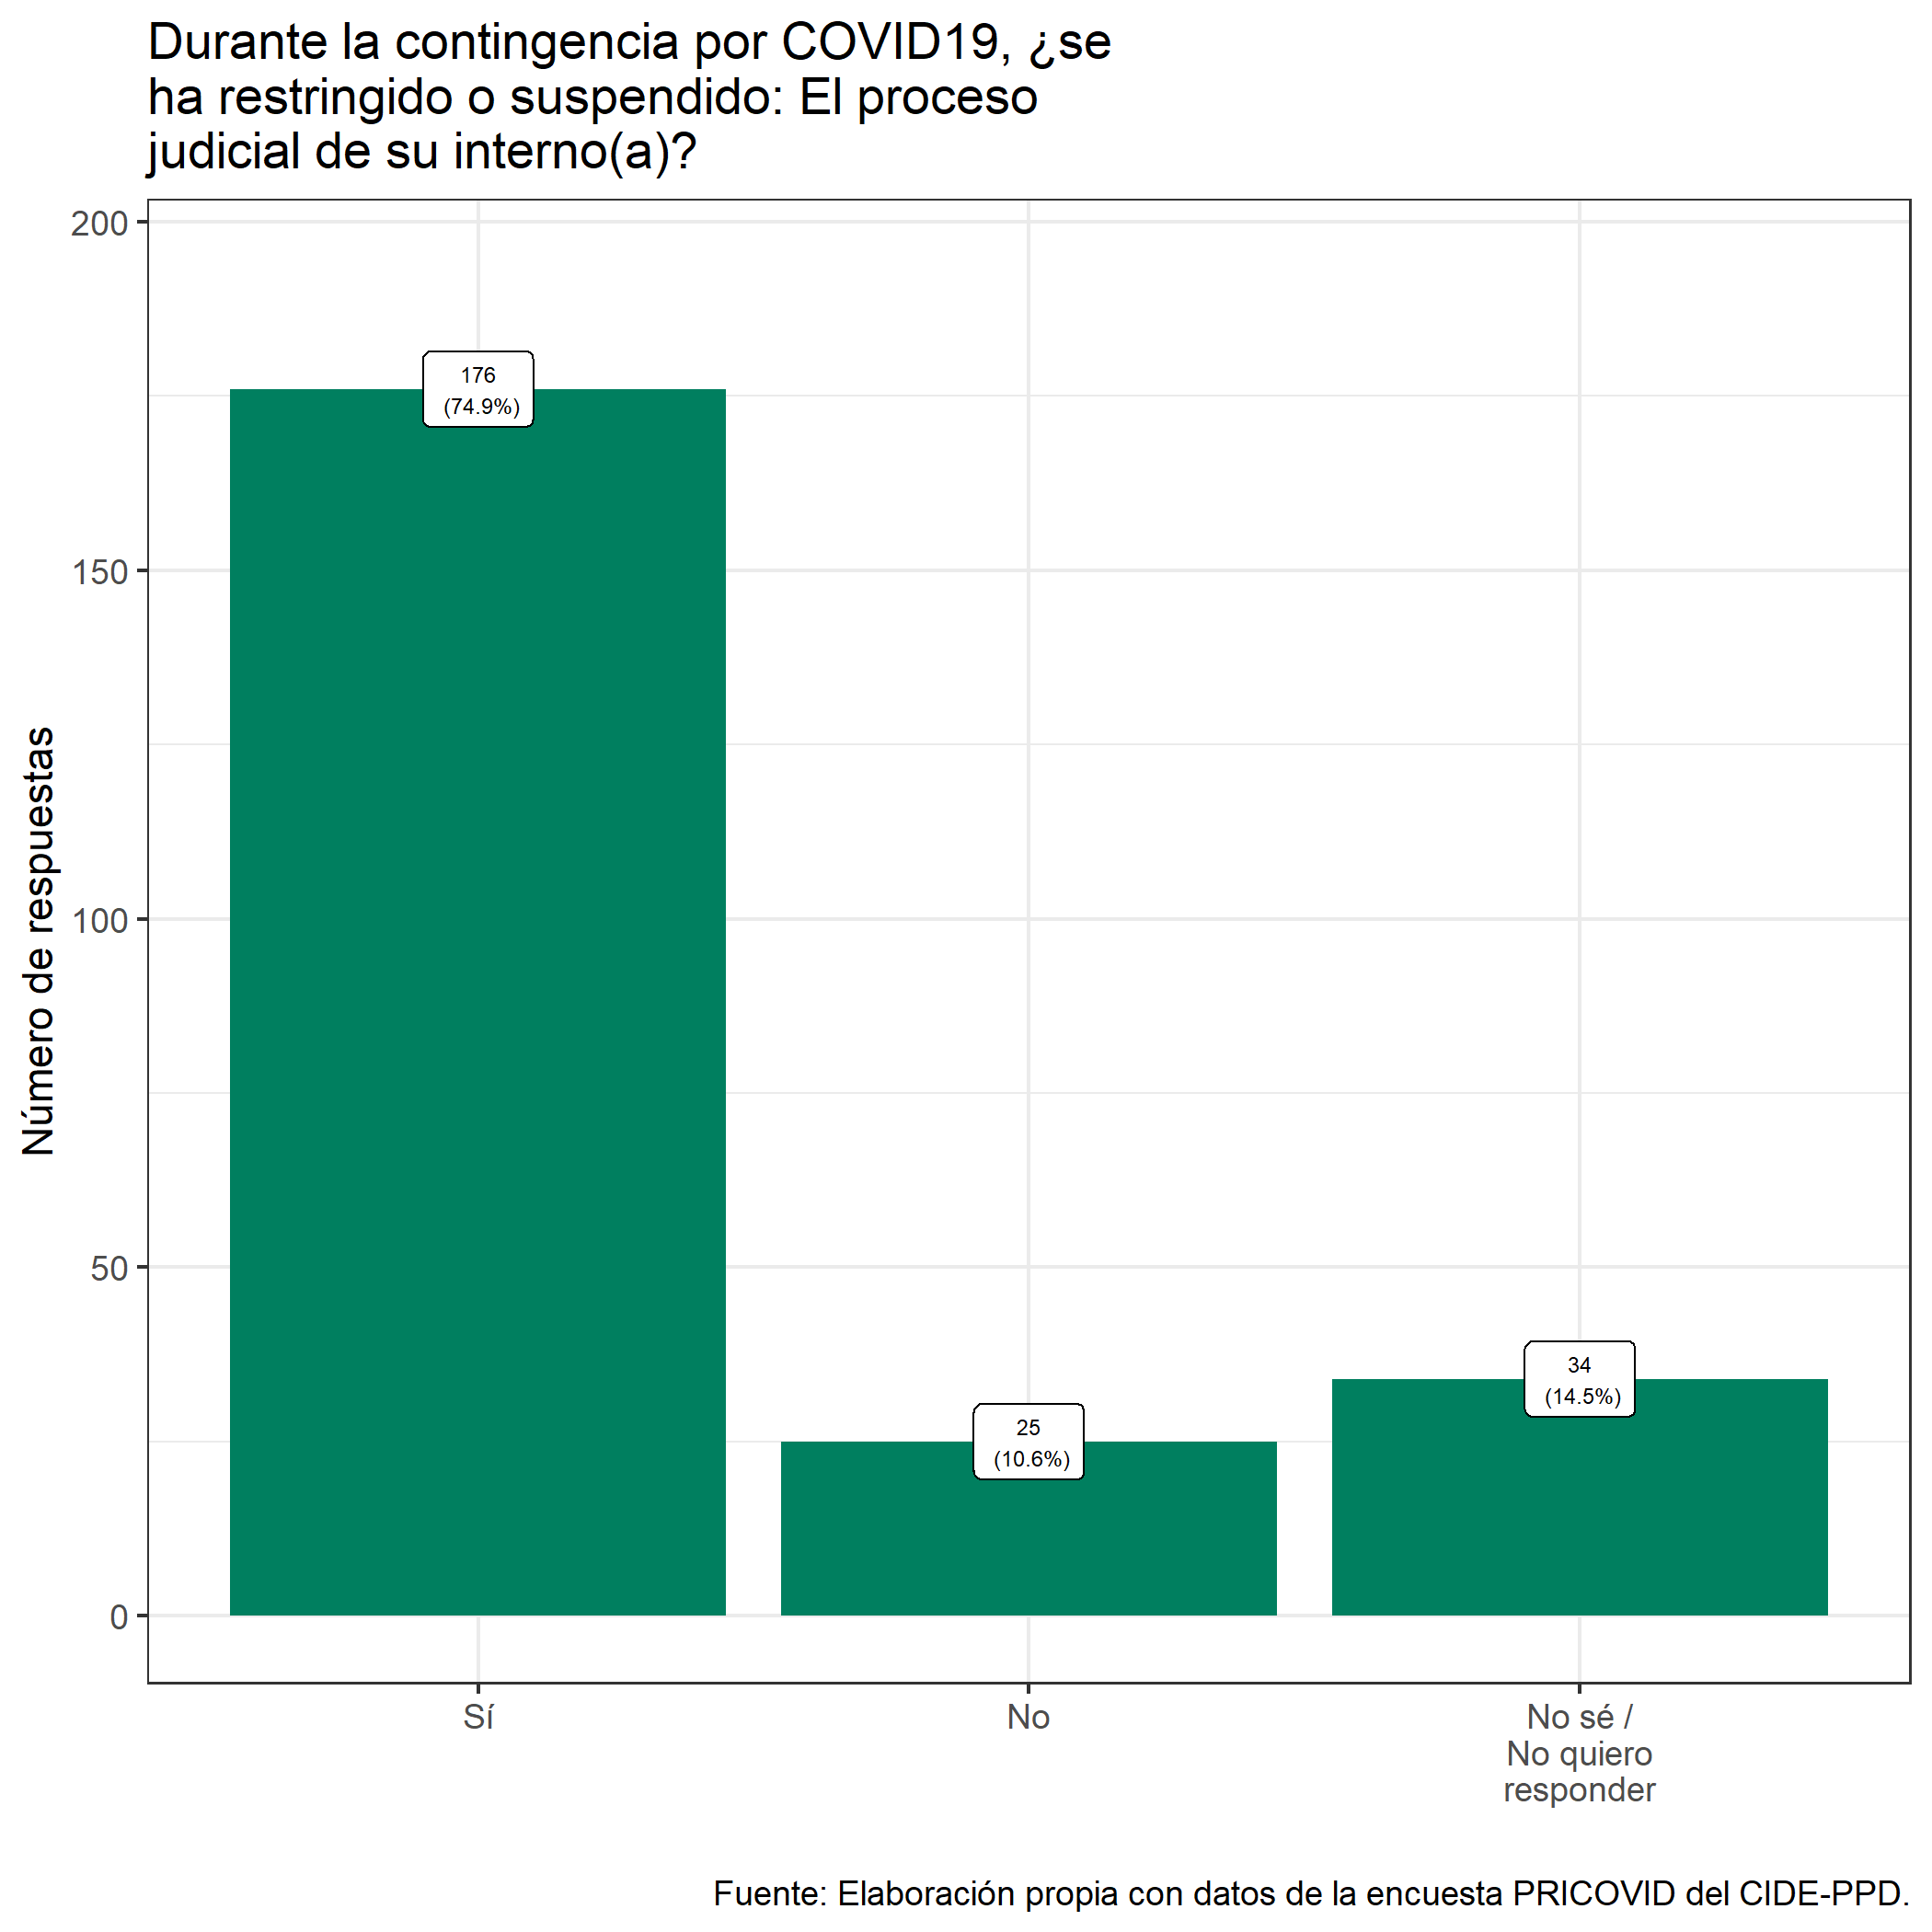 Durante la contingencia por COVID19, ¿se
ha restringido o suspendido: El proceso
judicial de su interno(a)?
200
150
100
50
0
Número de respuestas
176
(74.9%)
25
(10.6%)
34
(14.5%)
Sí
No
No sé /
No quiero
responder
Fuente: Elaboración propia con datos de la encuesta PRICOVID del CIDE-PPD.